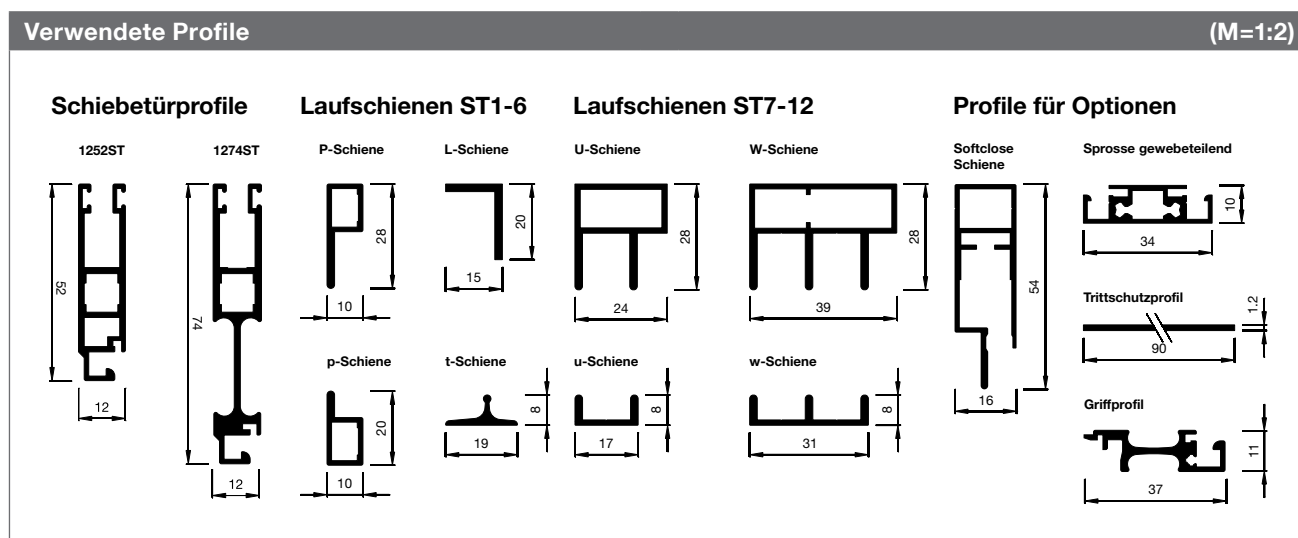 Verwendete Profile (M=1:2)
Schiebetürprofile
1252ST
52
12
1274ST
74
12
Laufschienen ST1-6
P-Schiene
28
10
L-Schiene
20
15
p-Schiene
20
10
t-Schiene
8
19
Laufschienen ST7-12
U-Schiene
28
24
W-Schiene
28
39
u-Schiene
8
17
w-Schiene
8
31
Profile für Optionen
Softclose
Schiene
54
16
Sprosse gewebeteilend
10
34
Trittschutzprofil
1.2
90
Griffprofil
11
37